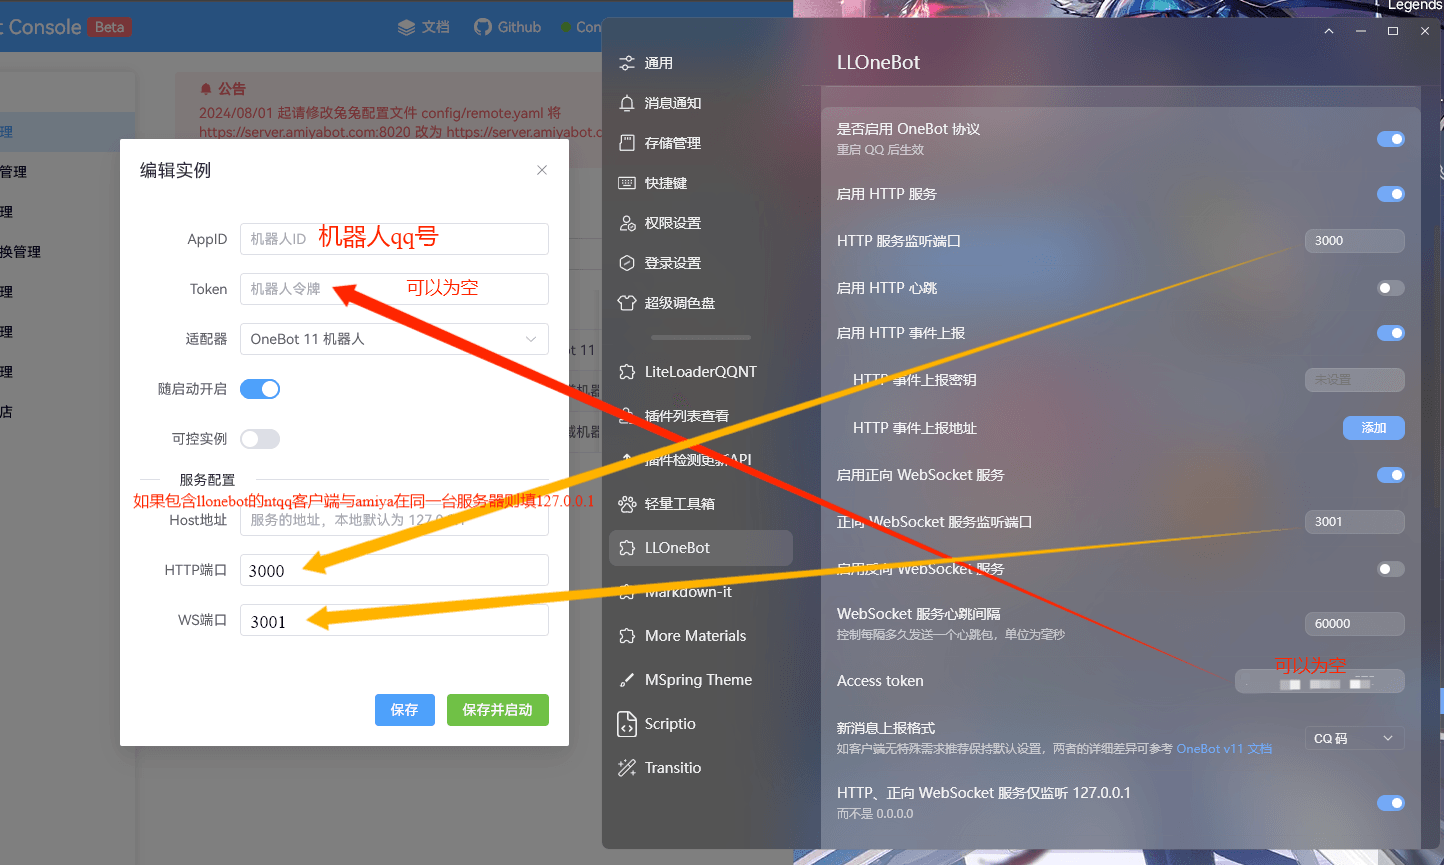 t Console Beta
文档
Github
Con
公告
2024/08/01 起请修改兔兔配置文件 config/remote.yaml 将
https://server.amiyabot.com:8020 改为 https://server.amiyabot.c
理
管理
理
换管理
理
理
理
店
编辑实例
AppID
机器人ID
机器人qq号
Token
机器人令牌
可以为空
适配器
OneBot 11 机器人
随启动开启
可控实例
服务配置
如果包含llonebot的ntqq客户端与amiya在同一台服务器则填127.0.0.1
Host地址
服务的地址，本地默认为 127.0.0.1
HTTP端口
3000
WS端口
3001
保存
保存并启动
ot 11
机器
机器
Legends
通用
消息通知
存储管理
快捷键
权限设置
登录设置
超级调色盘
LiteLoaderQQNT
插件列表查看
插件检测更新API
轻量工具箱
LLOneBot
Markdown-it
More Materials
MSpring Theme
Scriptio
Transitio
LLOneBot
是否启用 OneBot 协议
重启 QQ 后生效
启用 HTTP 服务
HTTP 服务监听端口
3000
启用 HTTP 心跳
启用 HTTP 事件上报
HTTP 事件上报密钥
未设置
HTTP 事件上报地址
添加
启用正向 WebSocket 服务
正向 WebSocket 服务监听端口
3001
启用反向 WebSocket 服务
WebSocket 服务心跳间隔
控制每隔多久发送一个心跳包，单位为毫秒
60000
Access token
可以为空
新消息上报格式
如客户端无特殊需求推荐保持默认设置，两者的详细差异可参考 OneBot v11 文档
CQ 码
HTTP、正向 WebSocket 服务仅监听 127.0.0.1
而不是 0.0.0.0